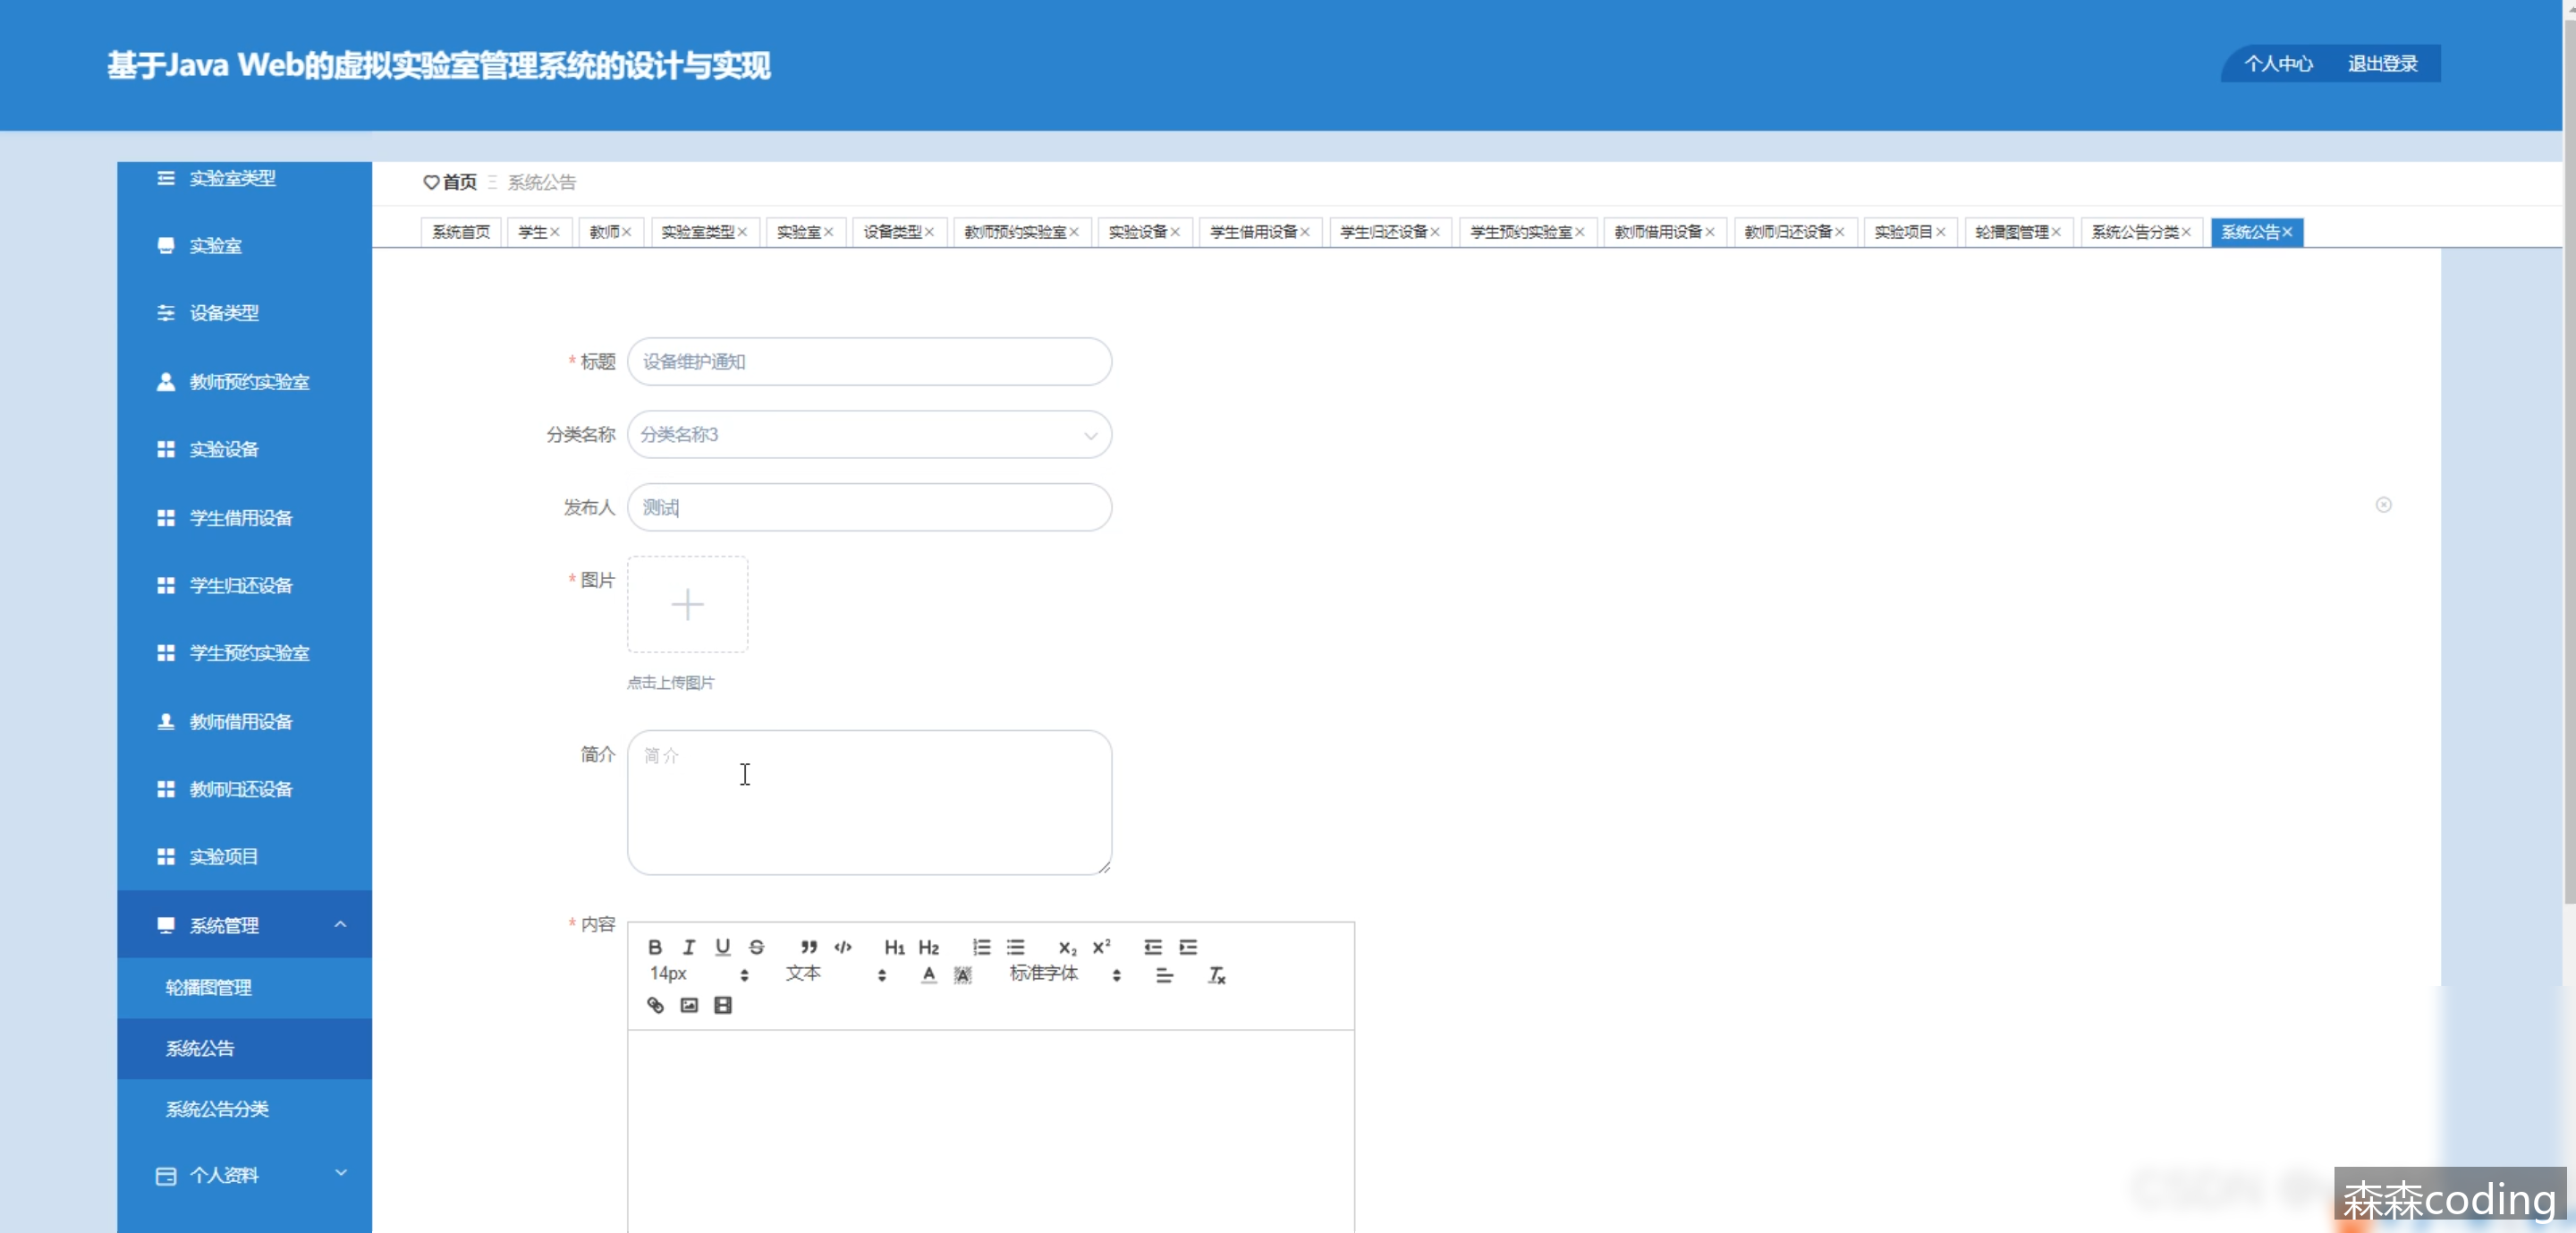 基于Java Web的虚拟实验室管理系统的设计与实现
个人中心 退出登录
实验室类型
实验室
设备类型
教师预约实验室
实验设备
学生借用设备
学生归还设备
学生预约实验室
教师借用设备
教师归还设备
实验项目
系统管理
轮播图管理
系统公告
系统公告分类
个人资料
首页 系统公告
系统首页 学生 教师 实验室类型 实验室 设备类型 教师预约实验室 实验设备 学生借用设备 学生归还设备 学生预约实验室 教师借用设备 教师归还设备 实验项目 轮播图管理 系统公告分类 系统公告
* 标题 设备维护通知
分类名称 分类名称3
发布人 测试
* 图片
点击上传图片
简介 简介
* 内容
B I U S H1 H2 X2 X2
14px 文本 A A 标准字体 Tx
森森coding